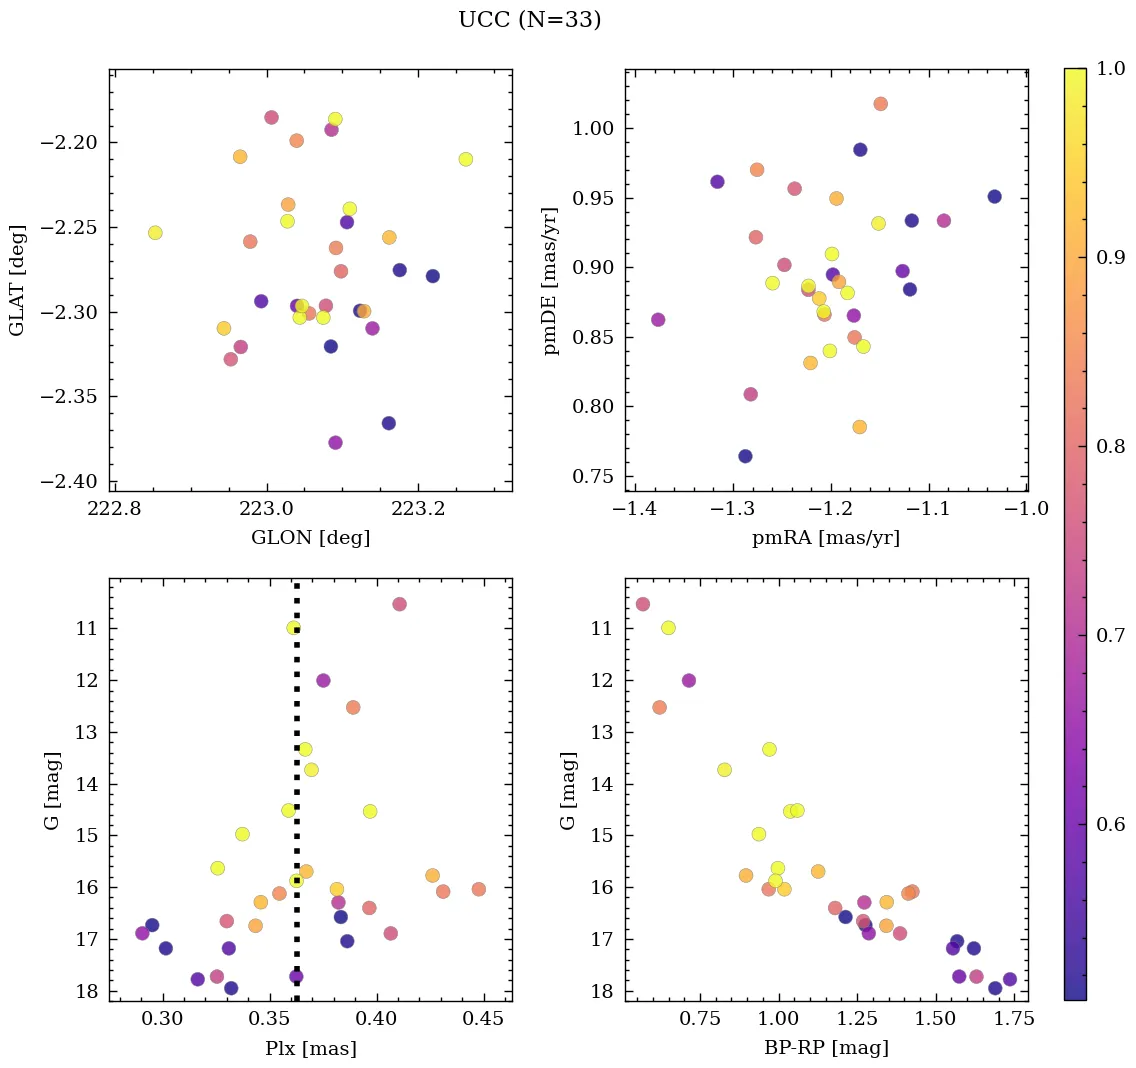 UCC (N=33)
−2.20
−2.25
−2.30
−2.35
−2.40
GLAT [deg]
222.8 223.0 223.2
GLON [deg]
1.00
0.95
0.90
0.85
0.80
0.75
pmDE [mas/yr]
−1.4 −1.3 −1.2 −1.1 −1.0
pmRA [mas/yr]
11
12
13
14
15
16
17
18
G [mag]
0.30 0.35 0.40 0.45
Plx [mas]
11
12
13
14
15
16
17
18
G [mag]
0.75 1.00 1.25 1.50 1.75
BP-RP [mag]
1.0
0.9
0.8
0.7
0.6